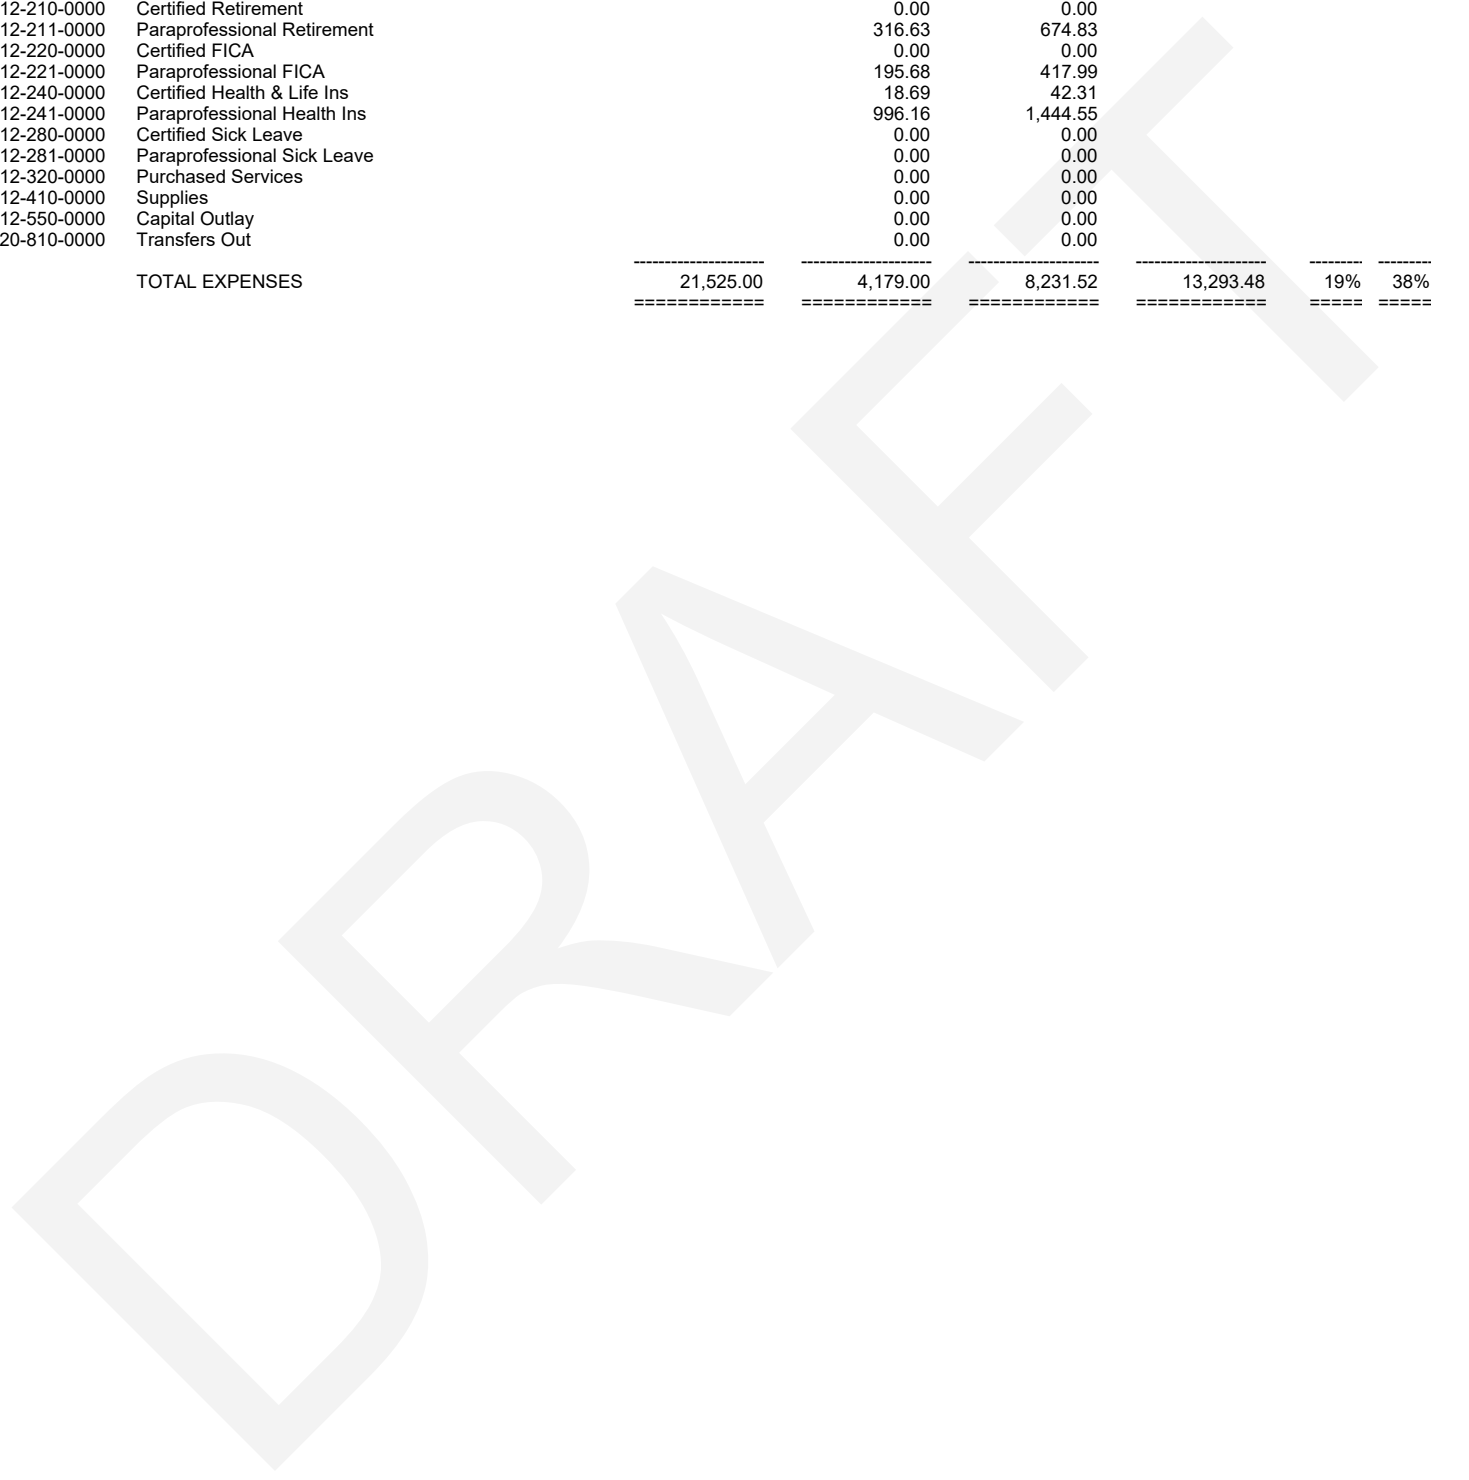 12-210-0000 Certified Retirement 0.00 0.00
12-211-0000 Paraprofessional Retirement 316.63 674.83
12-220-0000 Certified FICA 0.00 0.00
12-221-0000 Paraprofessional FICA 195.68 417.99
12-240-0000 Certified Health & Life Ins 18.69 42.31
12-241-0000 Paraprofessional Health Ins 996.16 1,444.55
12-280-0000 Certified Sick Leave 0.00 0.00
12-281-0000 Paraprofessional Sick Leave 0.00 0.00
12-320-0000 Purchased Services 0.00 0.00
12-410-0000 Supplies 0.00 0.00
12-550-0000 Capital Outlay 0.00 0.00
20-810-0000 Transfers Out 0.00 0.00
--------------------- --------------------- --------------------- --------------------- --------- ---------
TOTAL EXPENSES 21,525.00 4,179.00 8,231.52 13,293.48 19% 38%
============ ============ ============ ============ ===== =====
DRAFT